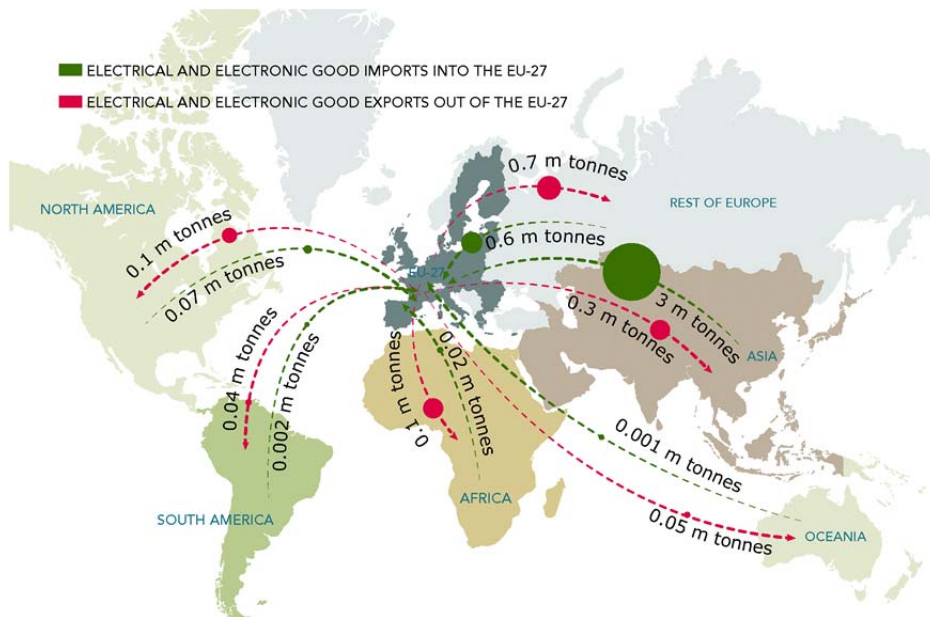 ELECTRICAL AND ELECTRONIC GOOD IMPORTS INTO THE EU-27
ELECTRICAL AND ELECTRONIC GOOD EXPORTS OUT OF THE EU-27
0.7 m tonnes
REST OF EUROPE
NORTH AMERICA
0.1 m tonnes
0.6 m tonnes
EU-27
0.07 m tonnes
3 m tonnes
0.3 m tonnes
ASIA
0.04 m tonnes
0.002 m tonnes
0.1 m tonnes
0.02 m tonnes
0.001 m tonnes
AFRICA
SOUTH AMERICA
0.05 m tonnes
OCEANIA